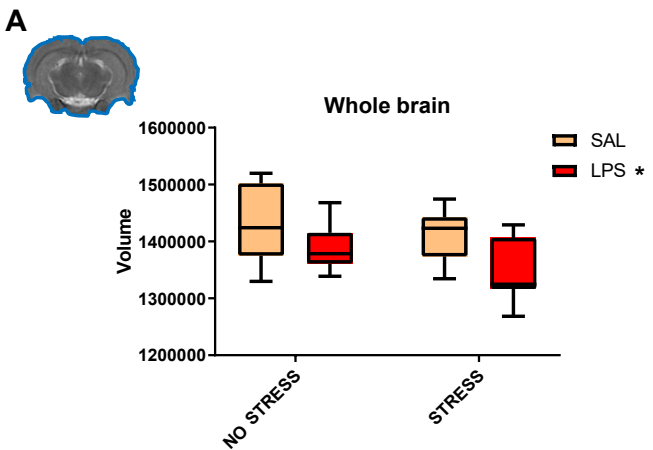 A
Whole brain
SAL
LPS *
Volume
1600000
1500000
1400000
1300000
1200000
NO STRESS
STRESS